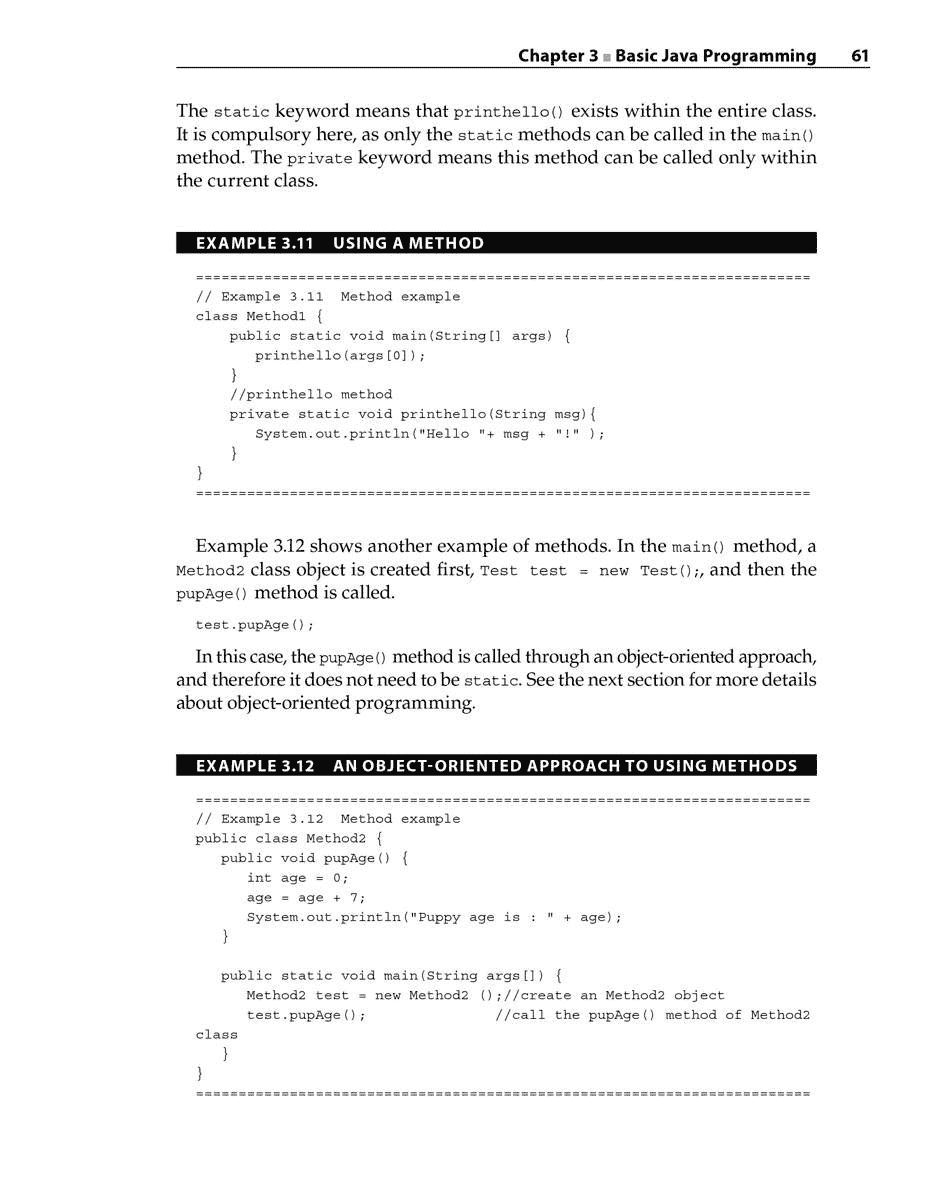 Chapter 3 ■ Basic Java Programming 61
The static keyword means that printhello() exists within the entire class.
It is compulsory here, as only the static methods can be called in the main()
method. The private keyword means this method can be called only within
the current class.
EXAMPLE 3.11 USING A METHOD
========================================================================
// Example 3.11  Method example
class Method1 {
    public static void main(String[] args) {
       printhello(args[0]);
    }
    //printhello method
    private static void printhello(String msg){
       System.out.println("Hello "+ msg + "!" );
    }
}
========================================================================
Example 3.12 shows another example of methods. In the main() method, a
Method2 class object is created first, Test test = new Test();, and then the
pupAge() method is called.
test.pupAge();
In this case, the pupAge() method is called through an object-oriented approach,
and therefore it does not need to be static. See the next section for more details
about object-oriented programming.
EXAMPLE 3.12 AN OBJECT-ORIENTED APPROACH TO USING METHODS
========================================================================
// Example 3.12  Method example
public class Method2 {
   public void pupAge() {
      int age = 0;
      age = age + 7;
      System.out.println("Puppy age is : " + age);
   }
   public static void main(String args[]) {
      Method2 test = new Method2 ();//create an Method2 object
      test.pupAge();               //call the pupAge() method of Method2
class
   }
}
========================================================================